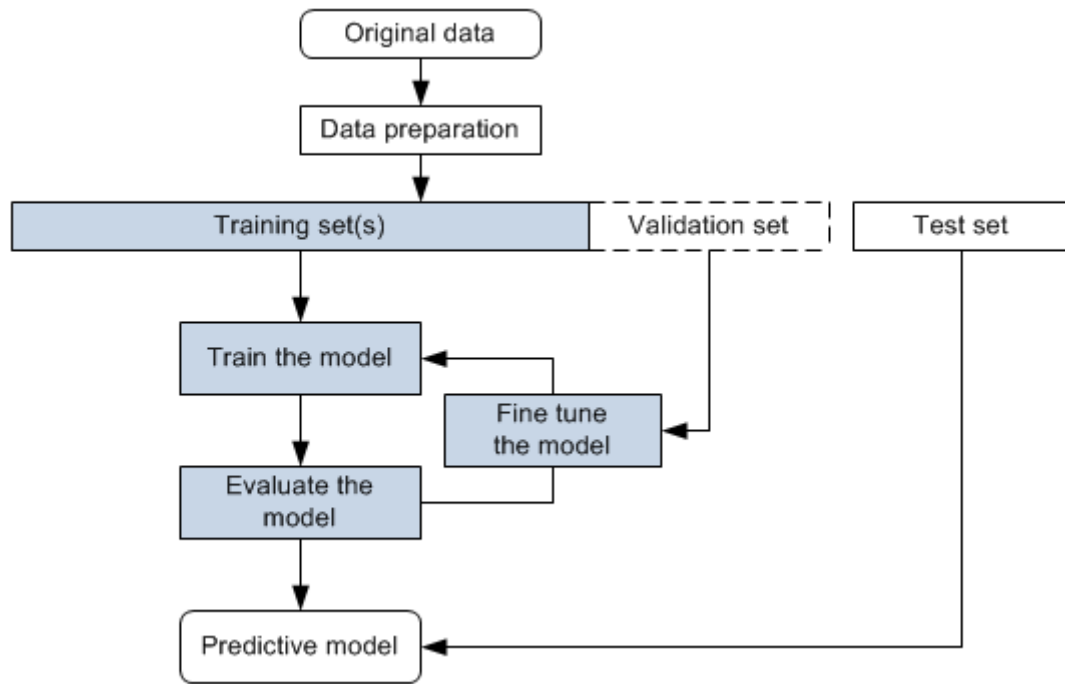 Original data
Data preparation
Training set(s)
Validation set
Test set
Train the model
Fine tune
the model
Evaluate the
model
Predictive model